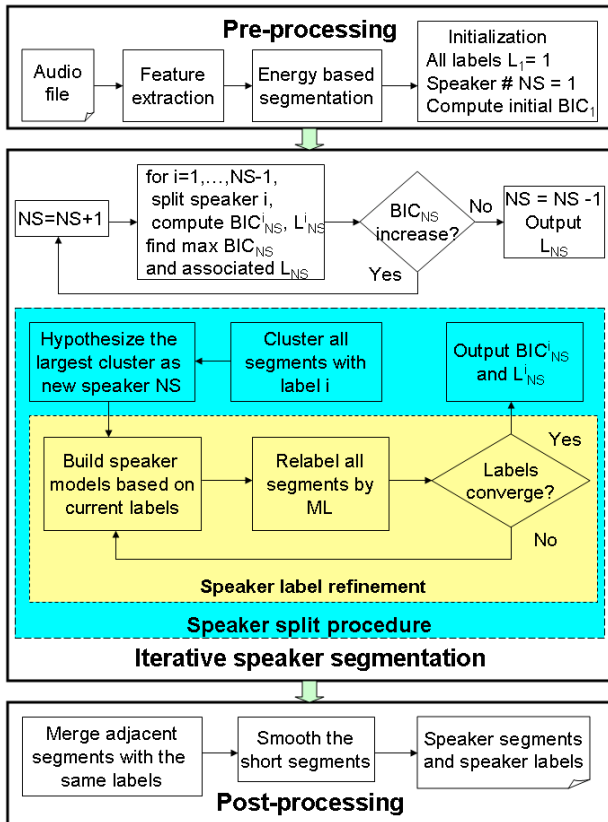 Pre-processing
Audio
file
Feature
extraction
Energy based
segmentation
Initialization
All labels L₁= 1
Speaker # NS = 1
Compute initial BIC₁
NS=NS+1
for i=1,…,NS-1,
split speaker i,
compute BICⁱNS, LⁱNS
find max BICNS
and associated LNS
BICNS
increase?
No
Yes
NS = NS -1
Output
LNS
Hypothesize the
largest cluster as
new speaker NS
Cluster all
segments with
label i
Output BICⁱNS
and LⁱNS
Build speaker
models based on
current labels
Relabel all
segments by
ML
Labels
converge?
Yes
No
Speaker label refinement
Speaker split procedure
Iterative speaker segmentation
Merge adjacent
segments with the
same labels
Smooth the
short segments
Speaker segments
and speaker labels
Post-processing